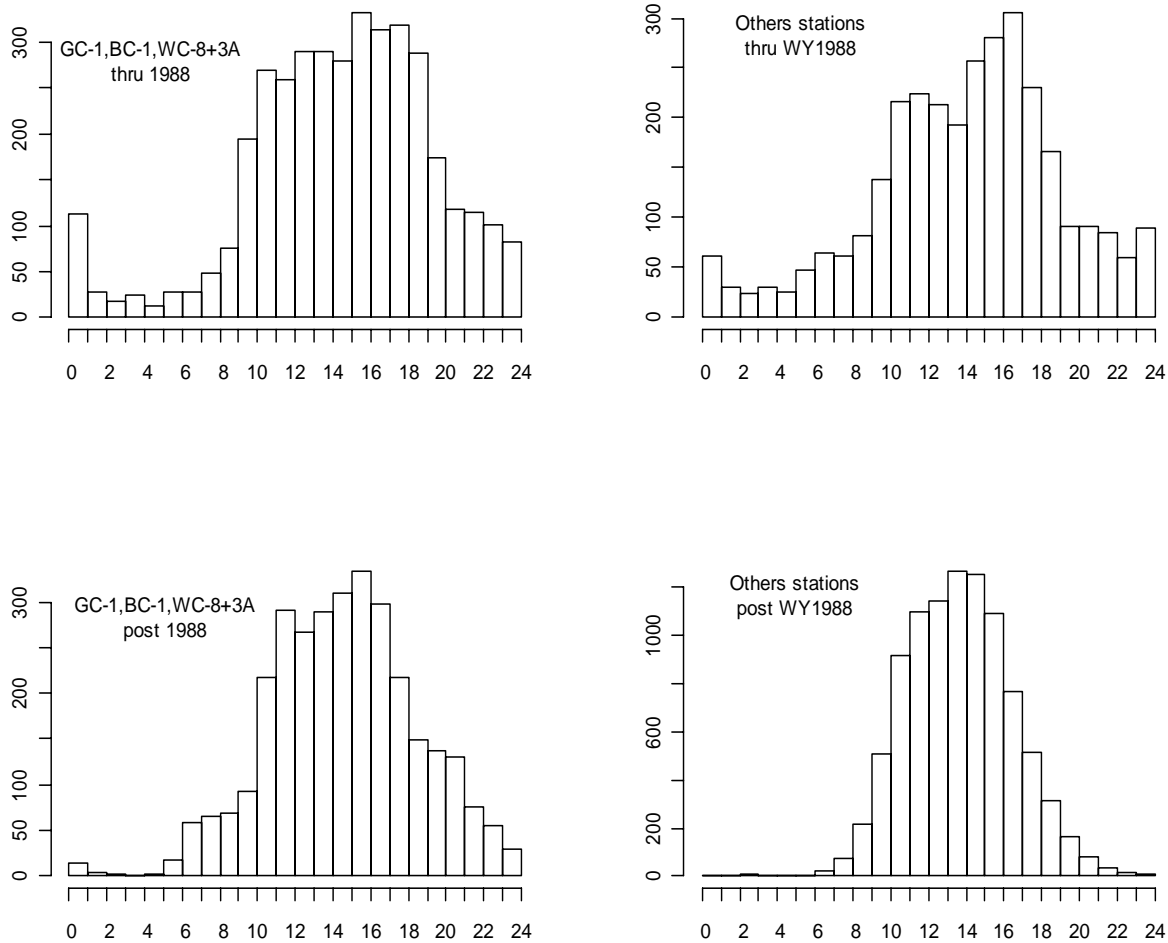 GC-1,BC-1,WC-8+3A
thru 1988
0 50 100 200 300
0 2 4 6 8 10 12 14 16 18 20 22 24
Others stations
thru WY1988
0 50 100 200 300
0 2 4 6 8 10 12 14 16 18 20 22 24
GC-1,BC-1,WC-8+3A
post 1988
0 50 100 200 300
0 2 4 6 8 10 12 14 16 18 20 22 24
Others stations
post WY1988
0 200 600 1000
0 2 4 6 8 10 12 14 16 18 20 22 24